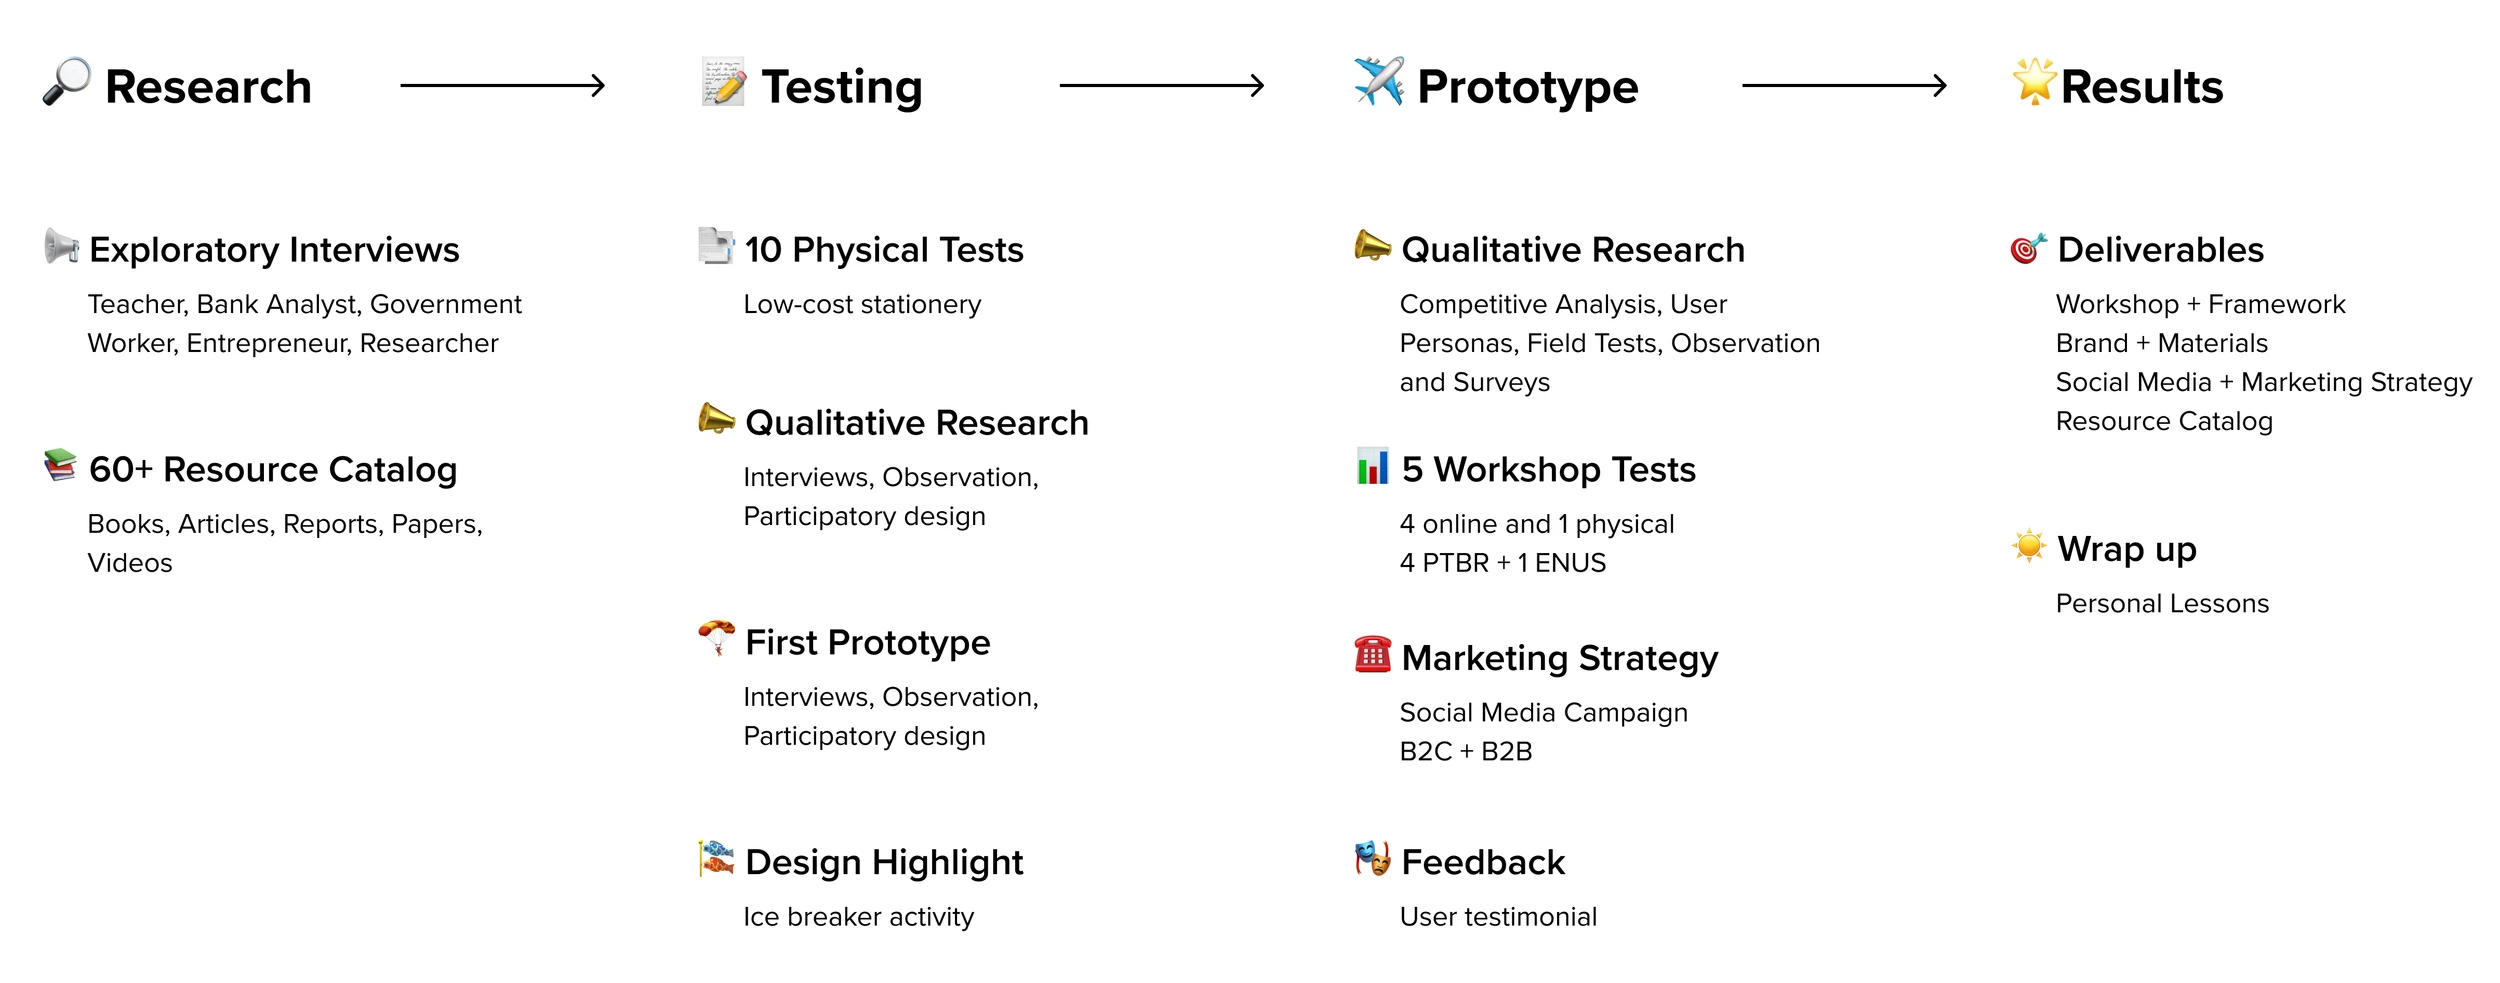 Research
Testing
Prototype
Results
Exploratory Interviews
Teacher, Bank Analyst, Government
Worker, Entrepreneur, Researcher
60+ Resource Catalog
Books, Articles, Reports, Papers,
Videos
10 Physical Tests
Low-cost stationery
Qualitative Research
Interviews, Observation,
Participatory design
First Prototype
Interviews, Observation,
Participatory design
Design Highlight
Ice breaker activity
Qualitative Research
Competitive Analysis, User
Personas, Field Tests, Observation
and Surveys
5 Workshop Tests
4 online and 1 physical
4 PTBR + 1 ENUS
Marketing Strategy
Social Media Campaign
B2C + B2B
Feedback
User testimonial
Deliverables
Workshop + Framework
Brand + Materials
Social Media + Marketing Strategy
Resource Catalog
Wrap up
Personal Lessons